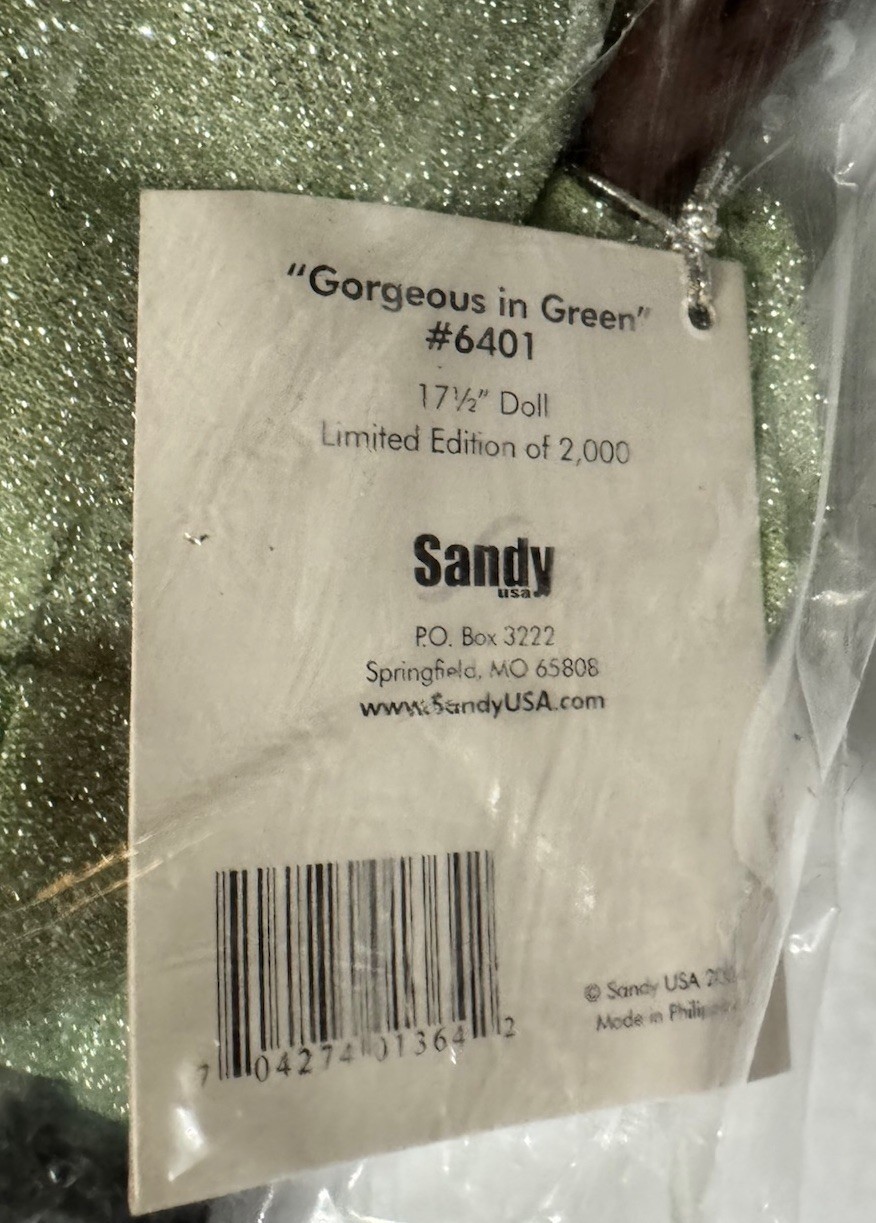 “Gorgeous in Green”
#6401
17½” Doll
Limited Edition of 2,000
Sandy
usa
P.O. Box 3222
Springfield, MO 65808
www.SandyUSA.com
7 04274 01364 2
© Sandy USA
Made in